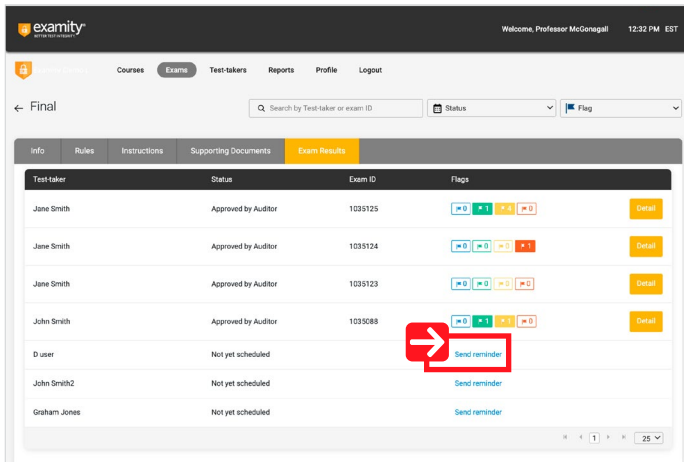 examity
BETTER TEST INTEGRITY
Welcome, Professor McGonagall 12:32 PM EST
Courses Exams Test-takers Reports Profile Logout
← Final Search by Test-taker or exam ID Status Flag
Info Rules Instructions Supporting Documents Exam Results
Test-taker Status Exam ID Flags
Jane Smith Approved by Auditor 1035125 0 1 4 0 Detail
Jane Smith Approved by Auditor 1035124 0 0 0 1 Detail
Jane Smith Approved by Auditor 1035123 0 0 0 0 Detail
John Smith Approved by Auditor 1035088 0 1 1 0 Detail
D user Not yet scheduled Send reminder
John Smith2 Not yet scheduled Send reminder
Graham Jones Not yet scheduled Send reminder
1 25